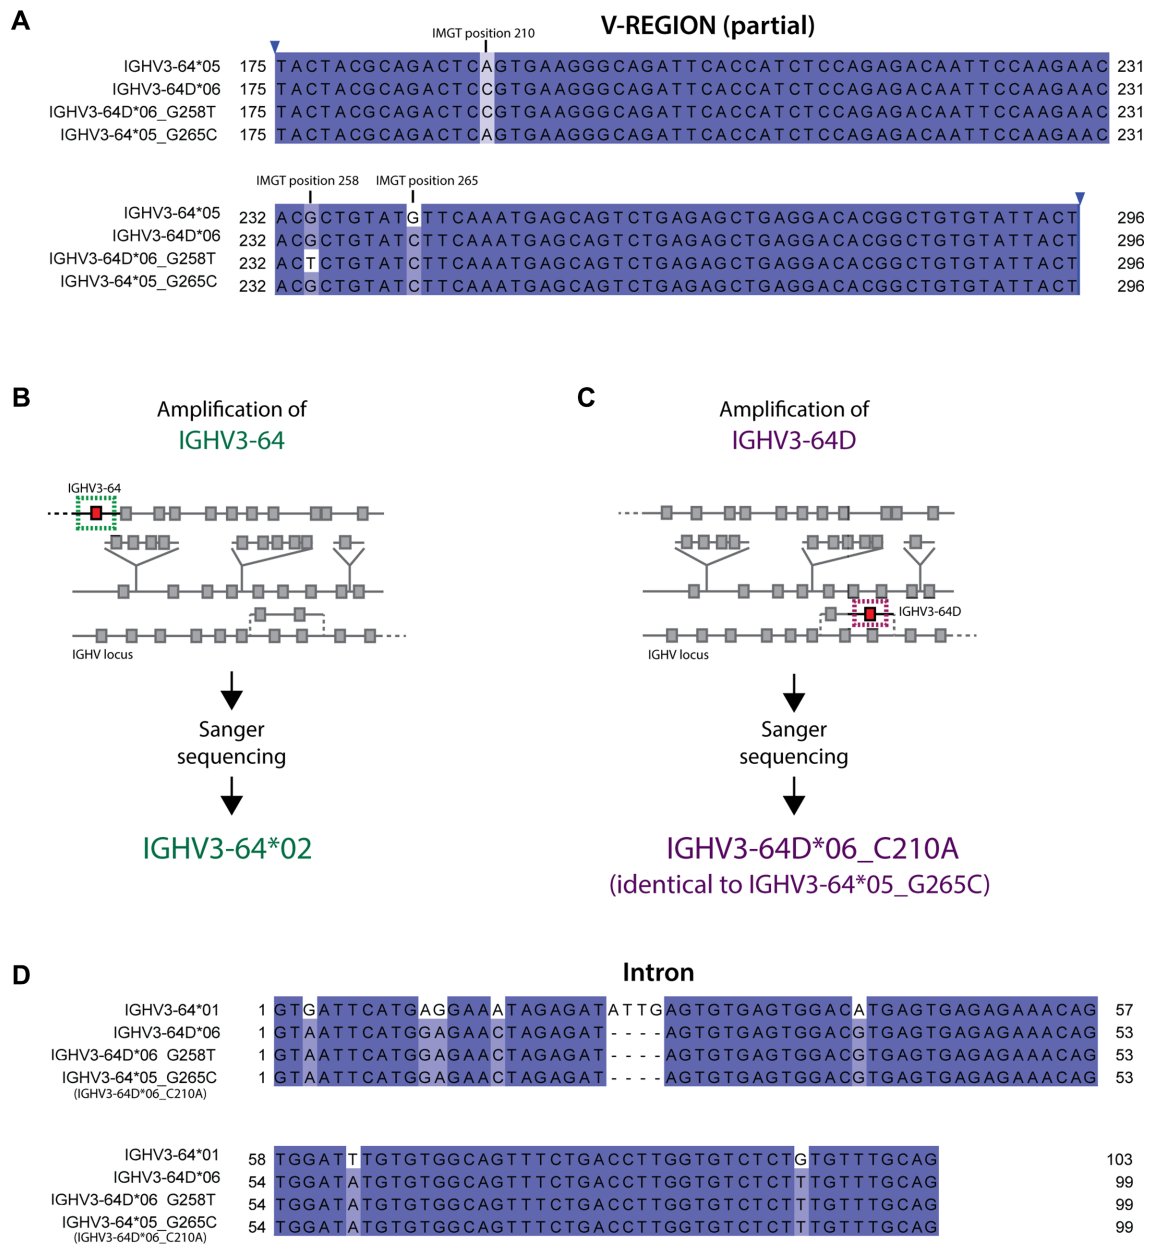 A
V-REGION (partial)
IMGT position 210
IGHV3-64*05 175 TACTACGCAGACTCAGTGAAGGGCAGATTCACCATCTCCAGAGACAATTCCAAGAAC 231
IGHV3-64D*06 175 TACTACGCAGACTCCGTGAAGGGCAGATTCACCATCTCCAGAGACAATTCCAAGAAC 231
IGHV3-64D*06_G258T 175 TACTACGCAGACTCCGTGAAGGGCAGATTCACCATCTCCAGAGACAATTCCAAGAAC 231
IGHV3-64*05_G265C 175 TACTACGCAGACTCAGTGAAGGGCAGATTCACCATCTCCAGAGACAATTCCAAGAAC 231
IMGT position 258 IMGT position 265
IGHV3-64*05 232 ACGCTGTATGTTCAAATGAGCAGTCTGAGAGCTGAGGACACGGCTGTGTATTACT 296
IGHV3-64D*06 232 ACGCTGTATCTTCAAATGAGCAGTCTGAGAGCTGAGGACACGGCTGTGTATTACT 296
IGHV3-64D*06_G258T 232 ACTCTGTATCTTCAAATGAGCAGTCTGAGAGCTGAGGACACGGCTGTGTATTACT 296
IGHV3-64*05_G265C 232 ACGCTGTATCTTCAAATGAGCAGTCTGAGAGCTGAGGACACGGCTGTGTATTACT 296
B
Amplification of
IGHV3-64
IGHV3-64
IGHV locus
Sanger
sequencing
IGHV3-64*02
C
Amplification of
IGHV3-64D
IGHV3-64D
IGHV locus
Sanger
sequencing
IGHV3-64D*06_C210A
(identical to IGHV3-64*05_G265C)
D
Intron
IGHV3-64*01 1 GTGATTCATGAGGAAATAGAGATATTGAGTGTGAGTGGACATGAGTGAGAGAAACAG 57
IGHV3-64D*06 1 GTAATTCATGGAGAACTAGAGAT----AGTGTGAGTGGACGTGAGTGAGAGAAACAG 53
IGHV3-64D*06 G258T 1 GTAATTCATGGAGAACTAGAGAT----AGTGTGAGTGGACGTGAGTGAGAGAAACAG 53
IGHV3-64*05_G265C 1 GTAATTCATGGAGAACTAGAGAT----AGTGTGAGTGGACGTGAGTGAGAGAAACAG 53
(IGHV3-64D*06_C210A)
IGHV3-64*01 58 TGGATTTGTGTGGCAGTTTCTGACCTTGGTGTCTCTGTGTTTGCAG 103
IGHV3-64D*06 54 TGGATATGTGTGGCAGTTTCTGACCTTGGTGTCTCTTTGTTTGCAG 99
IGHV3-64D*06 G258T 54 TGGATATGTGTGGCAGTTTCTGACCTTGGTGTCTCTTTGTTTGCAG 99
IGHV3-64*05_G265C 54 TGGATATGTGTGGCAGTTTCTGACCTTGGTGTCTCTTTGTTTGCAG 99
(IGHV3-64D*06_C210A)